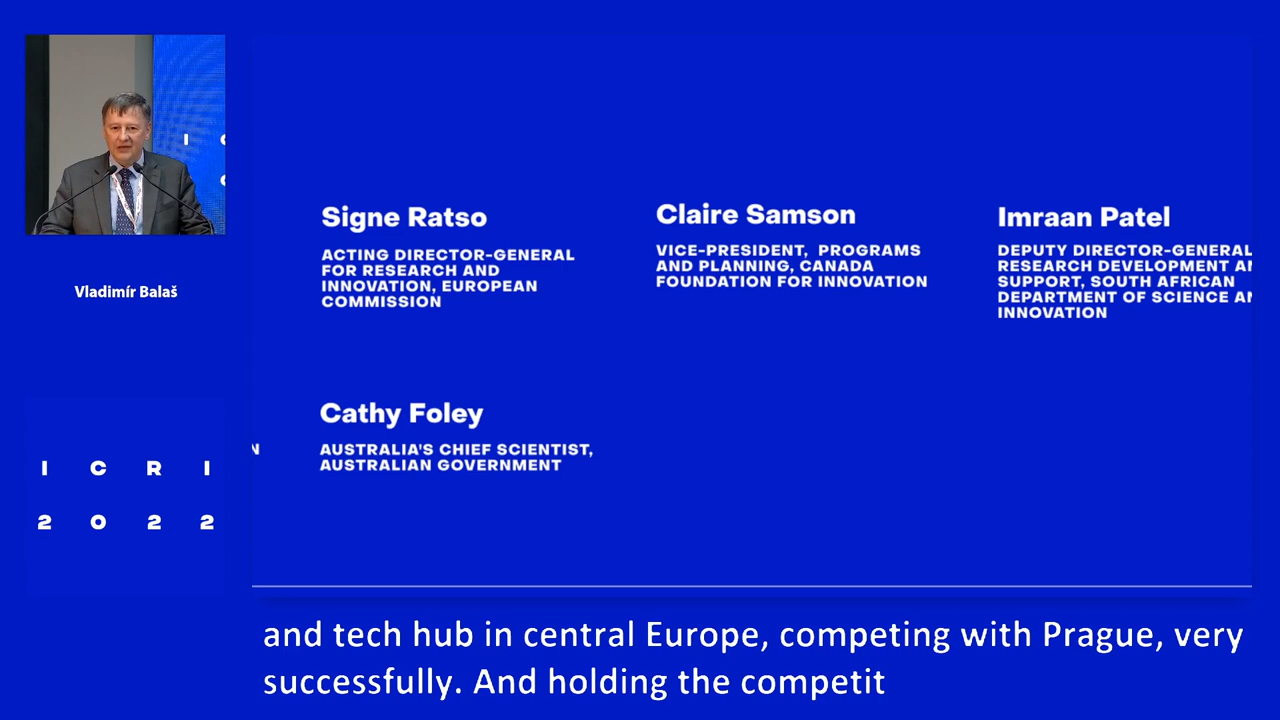 Vladimír Balaš
I C R I
2 0 2 2
Signe Ratso
ACTING DIRECTOR-GENERAL
FOR RESEARCH AND
INNOVATION, EUROPEAN
COMMISSION
Claire Samson
VICE-PRESIDENT, PROGRAMS
AND PLANNING, CANADA
FOUNDATION FOR INNOVATION
Imraan Patel
DEPUTY DIRECTOR-GENERAL
RESEARCH DEVELOPMENT
SUPPORT, SOUTH AFRICAN
DEPARTMENT OF SCIENCE
INNOVATION
Cathy Foley
AUSTRALIA'S CHIEF SCIENTIST,
AUSTRALIAN GOVERNMENT
and tech hub in central Europe, competing with Prague, very
successfully. And holding the competit